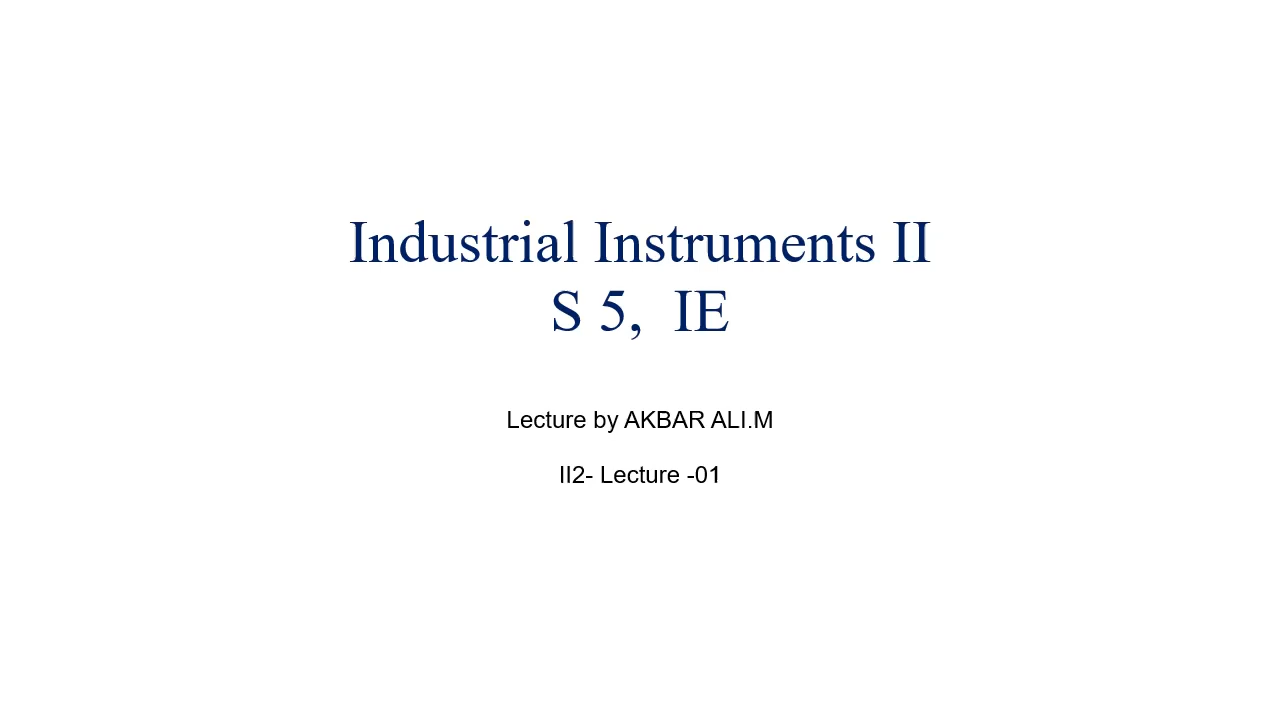 Industrial Instruments II
S 5, IE
Lecture by AKBAR ALI.M
II2- Lecture -01